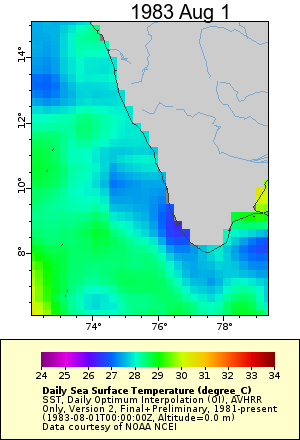 1983 Aug 1
14°
12°
10°
8°
74° 76° 78°
24 25 26 27 28 29 30 31 32 33 34
Daily Sea Surface Temperature (degree_C)
SST, Daily Optimum Interpolation (OI), AVHRR
Only, Version 2, Final+Preliminary, 1981-present
(1983-08-01T00:00:00Z, Altitude=0.0 m)
Data courtesy of NOAA NCEI